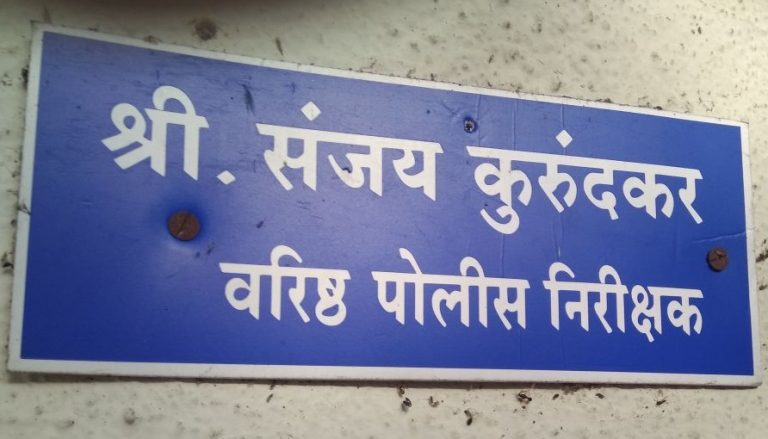 श्री. संजय कुरुंदकर
वरिष्ठ पोलीस निरीक्षक